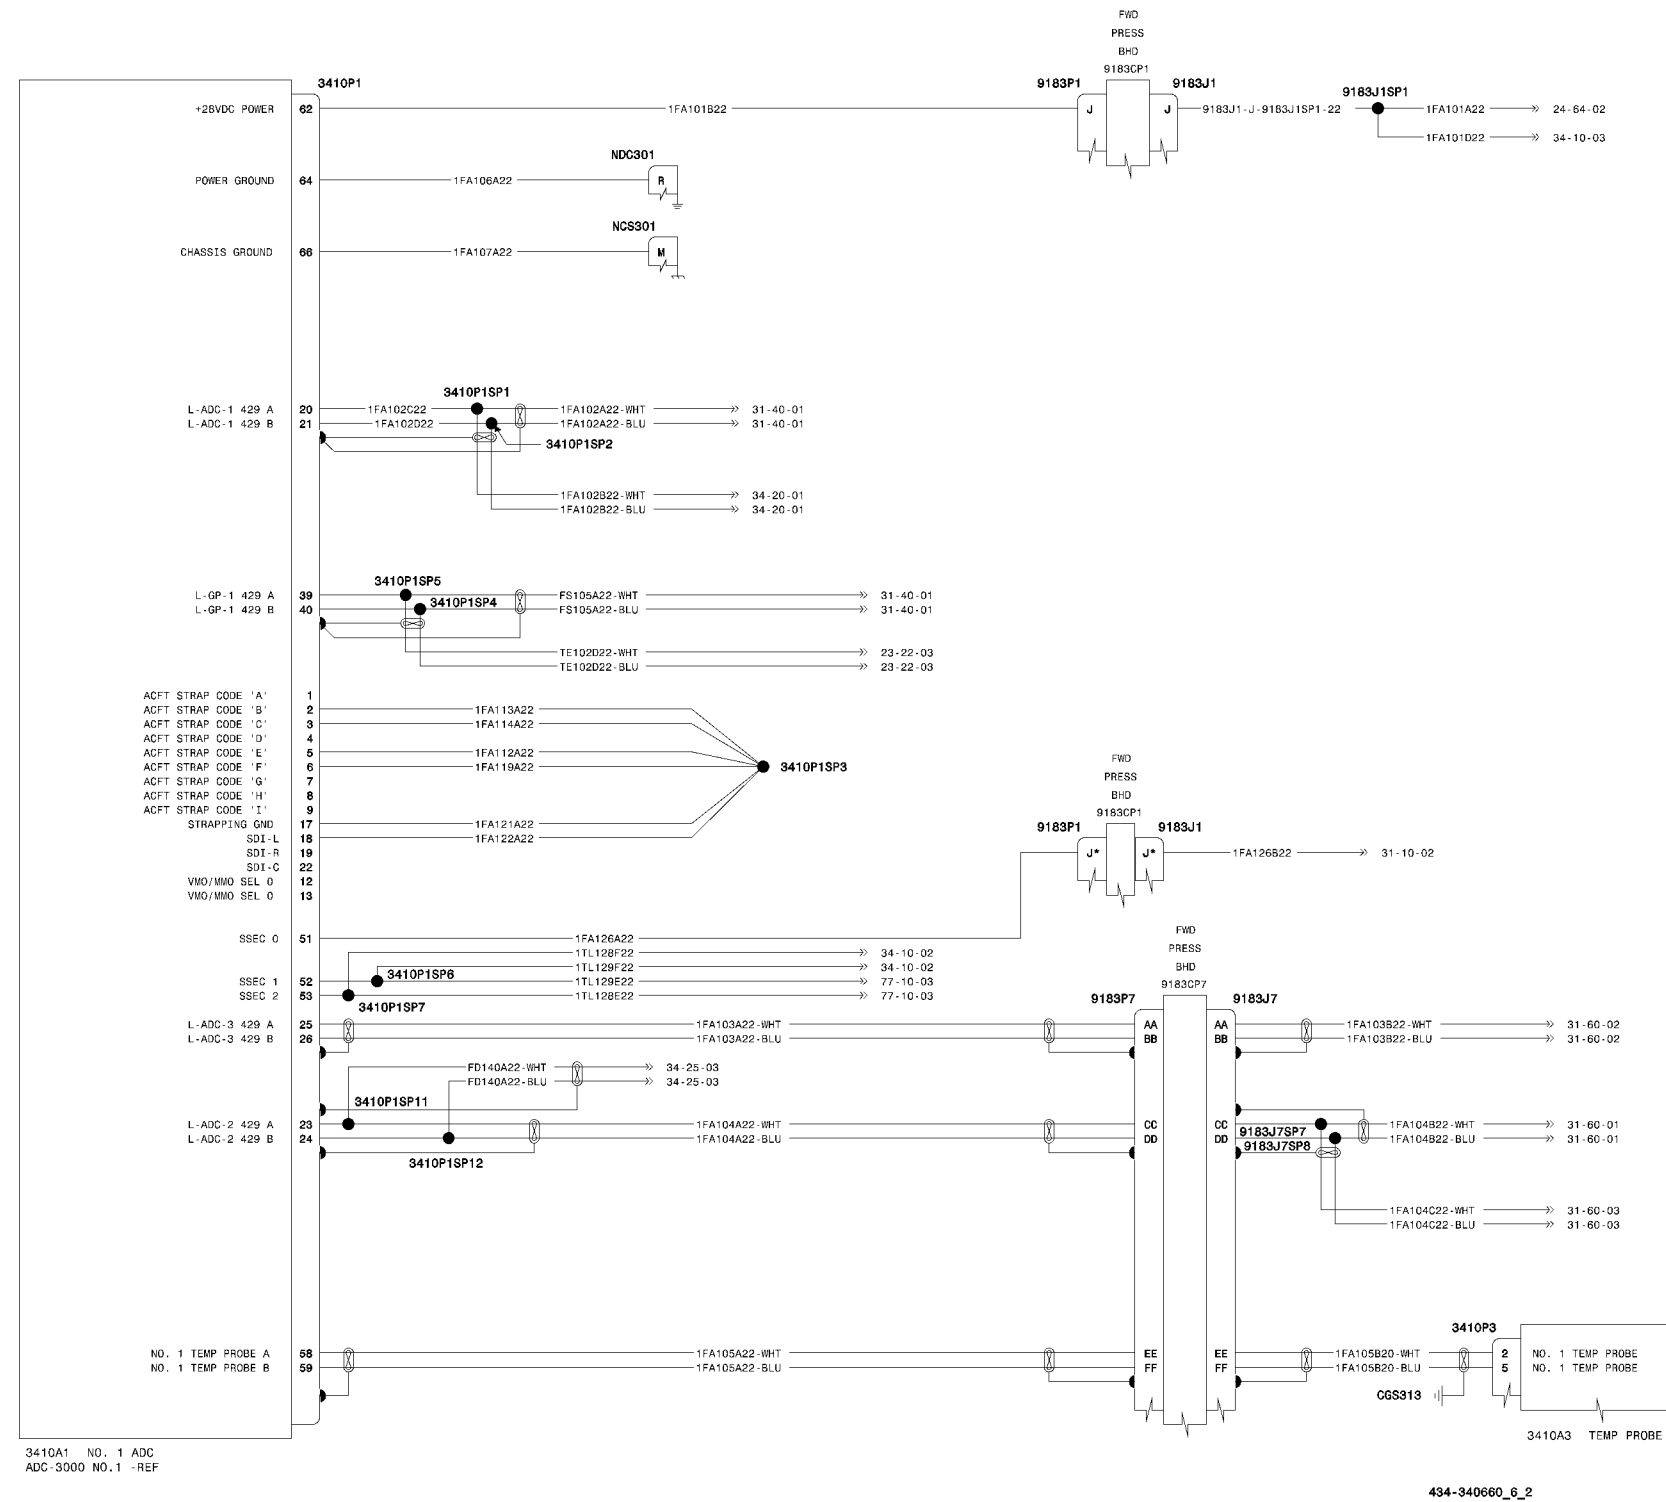 FWD
PRESS
BHD
9183CP1
3410P1
9183P1
9183J1
9183J1SP1
+28VDC POWER 62 1FA101B22 J J 9183J1-J-9183J1SP1-22 1FA101A22 24-64-02
1FA101D22 34-10-03
NDC301
POWER GROUND 64 1FA106A22 R
NCS301
CHASSIS GROUND 66 1FA107A22 M
3410P1SP1
L-ADC-1 429 A 20 1FA102C22 1FA102A22-WHT 31-40-01
L-ADC-1 429 B 21 1FA102D22 1FA102A22-BLU 31-40-01
3410P1SP2
1FA102B22-WHT 34-20-01
1FA102B22-BLU 34-20-01
3410P1SP5
L-GP-1 429 A 39 FS105A22-WHT 31-40-01
3410P1SP4
L-GP-1 429 B 40 FS105A22-BLU 31-40-01
TE102D22-WHT 23-22-03
TE102D22-BLU 23-22-03
ACFT STRAP CODE 'A' 1
ACFT STRAP CODE 'B' 2 1FA113A22
ACFT STRAP CODE 'C' 3 1FA114A22
ACFT STRAP CODE 'D' 4
ACFT STRAP CODE 'E' 5 1FA112A22
ACFT STRAP CODE 'F' 6 1FA119A22 3410P1SP3
ACFT STRAP CODE 'G' 7
ACFT STRAP CODE 'H' 8
ACFT STRAP CODE 'I' 9
STRAPPING GND 17 1FA121A22
SDI-L 18 1FA122A22
SDI-R 19
SDI-C 22
VMO/MMO SEL 0 12
VMO/MMO SEL 0 13
FWD
PRESS
BHD
9183CP1
9183P1
9183J1
J* J* 1FA126B22 31-10-02
SSEC 0 51 1FA126A22
1TL128F22 34-10-02
1TL129F22 34-10-02
3410P1SP6
SSEC 1 52 1TL129E22 77-10-03
SSEC 2 53 1TL128E22 77-10-03
3410P1SP7
FWD
PRESS
BHD
9183CP7
9183P7
9183J7
L-ADC-3 429 A 25 1FA103A22-WHT AA AA 1FA103B22-WHT 31-60-02
L-ADC-3 429 B 26 1FA103A22-BLU BB BB 1FA103B22-BLU 31-60-02
FD140A22-WHT 34-25-03
FD140A22-BLU 34-25-03
3410P1SP11
L-ADC-2 429 A 23 1FA104A22-WHT CC CC 1FA104B22-WHT 31-60-01
9183J7SP7
L-ADC-2 429 B 24 1FA104A22-BLU DD DD 1FA104B22-BLU 31-60-01
9183J7SP8
3410P1SP12
1FA104C22-WHT 31-60-03
1FA104C22-BLU 31-60-03
3410P3
NO. 1 TEMP PROBE A 58 1FA105A22-WHT EE EE 1FA105B20-WHT 2 NO. 1 TEMP PROBE
NO. 1 TEMP PROBE B 59 1FA105A22-BLU FF FF 1FA105B20-BLU 5 NO. 1 TEMP PROBE
CGS313
3410A3 TEMP PROBE
3410A1 NO. 1 ADC
ADC-3000 NO.1 -REF
434-340660_6_2